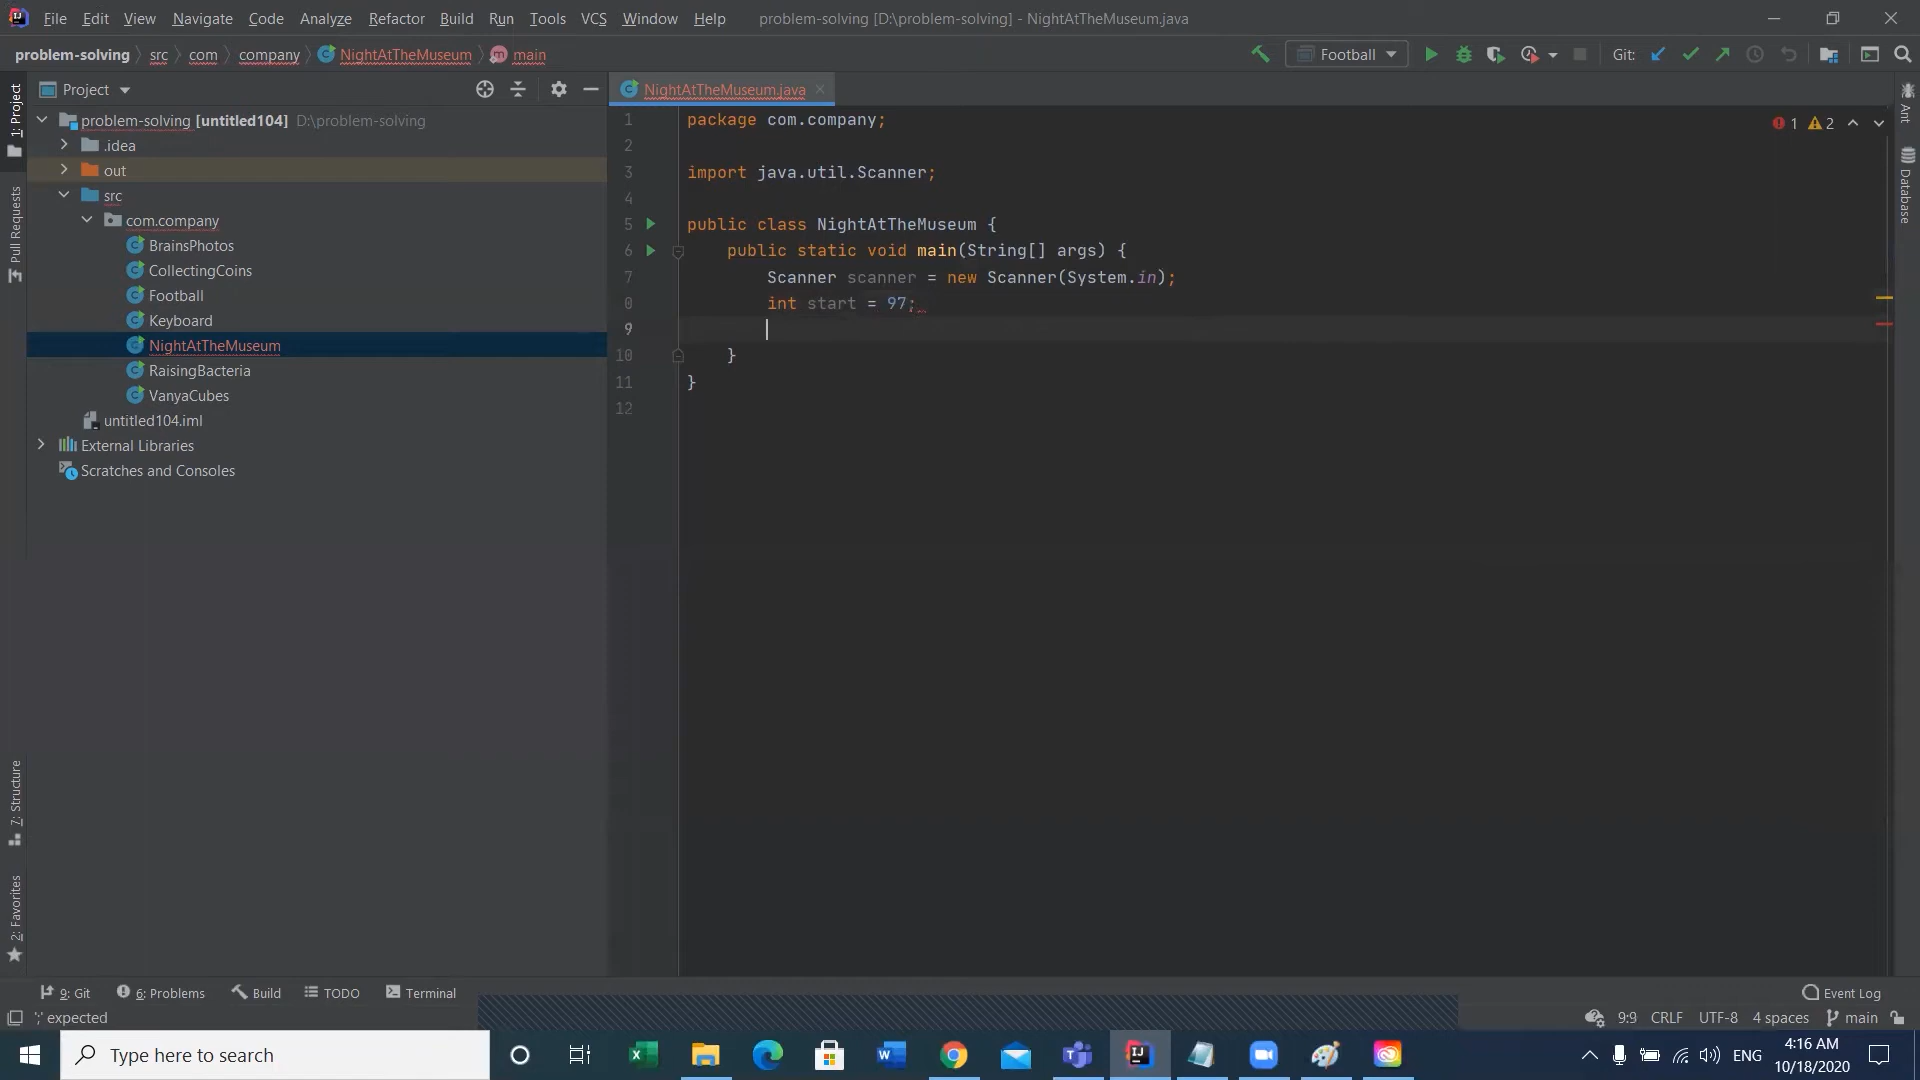 File Edit View Navigate Code Analyze Refactor Build Run Tools VCS Window Help problem-solving [D:\problem-solving] - NightAtTheMuseum.java
problem-solving src com company NightAtTheMuseum main Football Git:
Project
NightAtTheMuseum.java
problem-solving [untitled104] D:\problem-solving
.idea
out
src
com.company
BrainsPhotos
CollectingCoins
Football
Keyboard
NightAtTheMuseum
RaisingBacteria
VanyaCubes
untitled104.iml
External Libraries
Scratches and Consoles
1: Project
Pull Requests
7: Structure
2: Favorites
1 package com.company;
2
3 import java.util.Scanner;
4
5 public class NightAtTheMuseum {
6 public static void main(String[] args) {
7 Scanner scanner = new Scanner(System.in);
8 int start = 97;
9
10 }
11 }
12
1 2
Ant
Database
9: Git 6: Problems Build TODO Terminal Event Log
';' expected 9:9 CRLF UTF-8 4 spaces main
Type here to search ENG 4:16 AM
10/18/2020